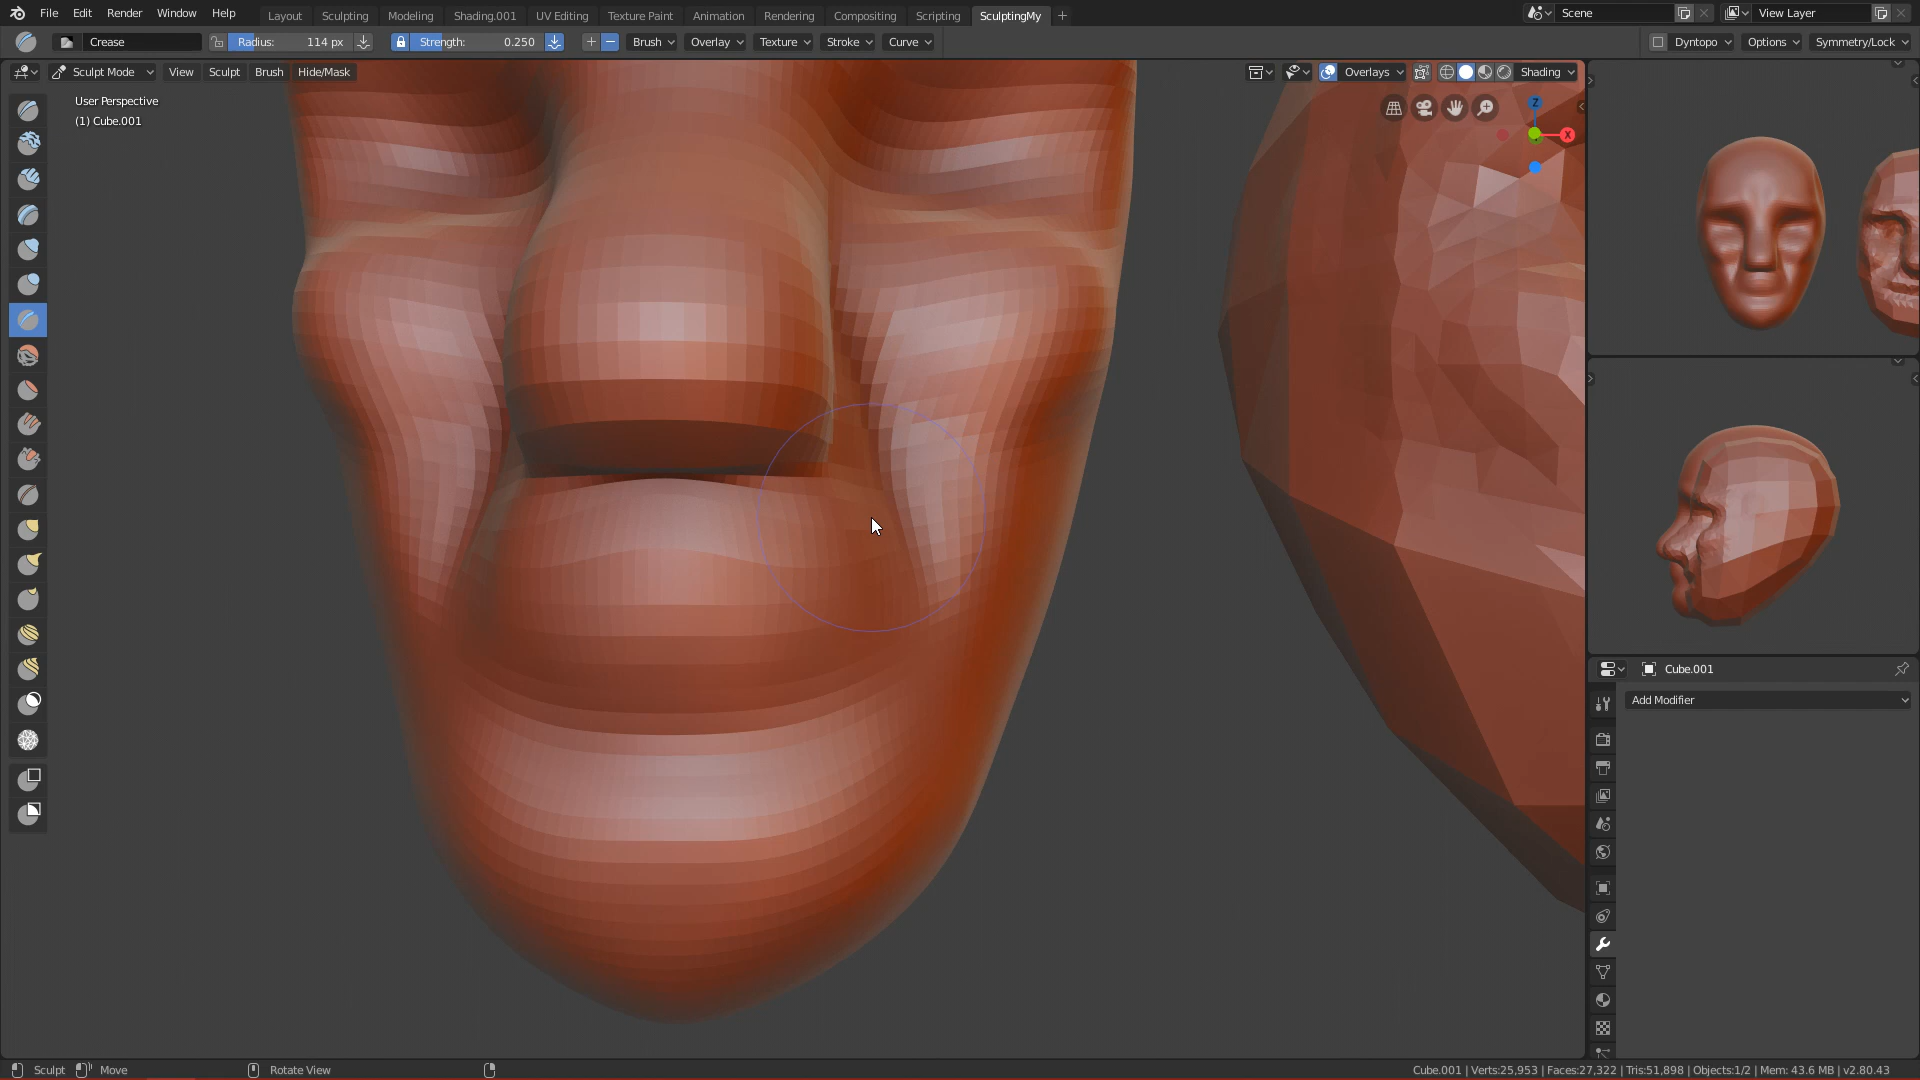 File Edit Render Window Help Layout Sculpting Modeling Shading.001 UV Editing Texture Paint Animation Rendering Compositing Scripting SculptingMy + Scene View Layer
Crease Radius: 114 px Strength: 0.250 Brush Overlay Texture Stroke Curve Dyntopo Options Symmetry/Lock
Sculpt Mode View Sculpt Brush Hide/Mask Overlays Shading
User Perspective
(1) Cube.001
Z
X
Cube.001
Add Modifier
Sculpt Move Rotate View Cube.001 | Verts:25,953 | Faces:27,322 | Tris:51,898 | Objects:1/2 | Mem: 43.6 MB | v2.80.43